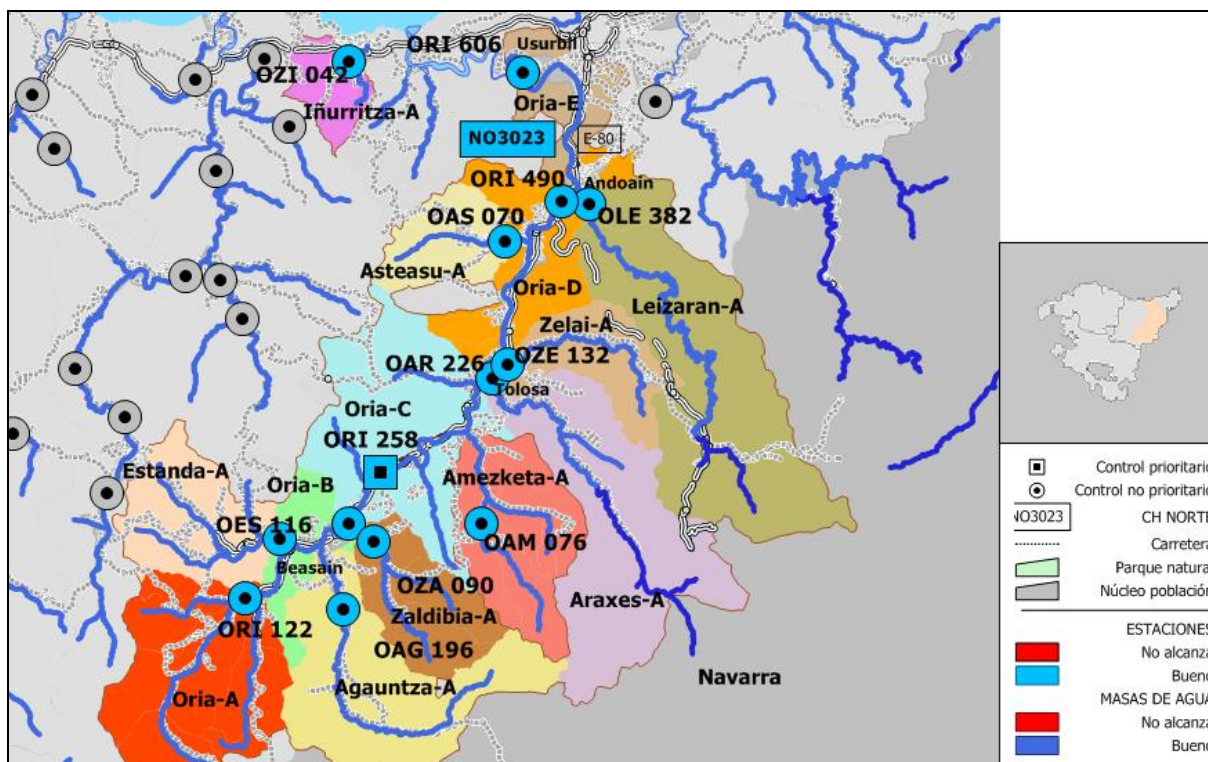 ORI 606
Usurbil
OZI 042
Oria-E
Iñurritza-A
NO3023
E-80
ORI 490
Andoain
OAS 070
OLE 382
Asteasu-A
Oria-D
Leizaran-A
Zelai-A
OAR 226
OZE 132
Tolosa
Oria-C
ORI 258
Estanda-A
Oria-B
Amezketa-A
OES 116
OAM 076
Beasain
OZA 090
Araxes-A
ORI 122
Zaldibia-A
OAG 196
Navarra
Oria-A
Agauntza-A
Control prioritario
Control no prioritario
NO3023
CH NORTE
Carretera
Parque natural
Núcleo población
ESTACIONES
No alcanza
Bueno
MASAS DE AGUA
No alcanza
Bueno